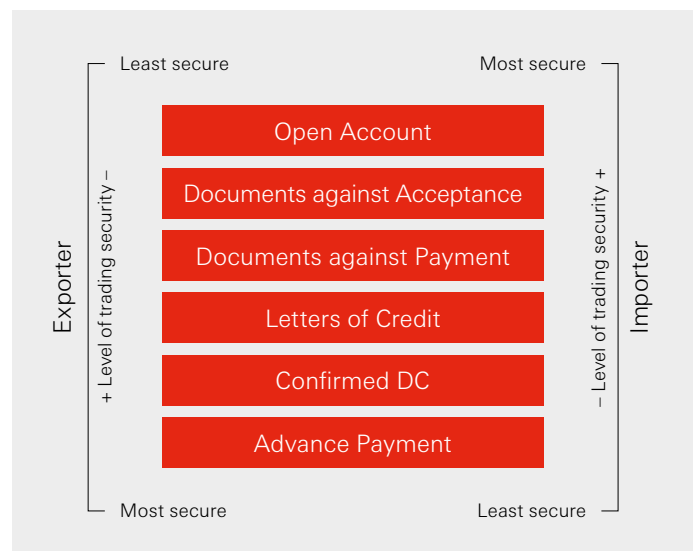 Least secure
Most secure
Open Account
Documents against Acceptance
Documents against Payment
Letters of Credit
Confirmed DC
Advance Payment
Exporter
+ Level of trading security –
– Level of trading security +
Importer
Most secure
Least secure